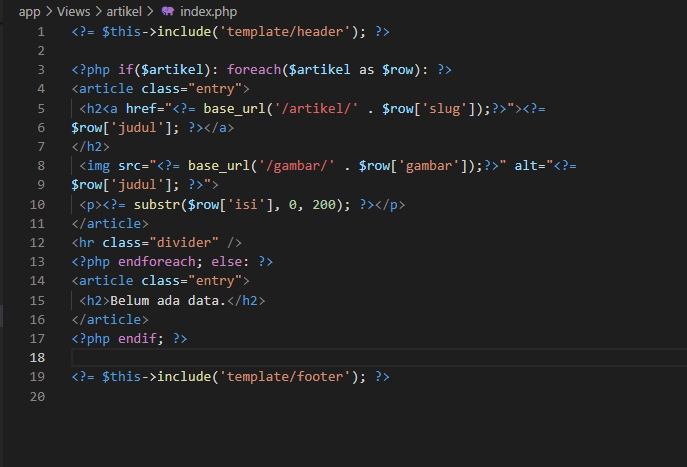 app > Views > artikel > index.php
1 <?= $this->include('template/header'); ?>
2
3 <?php if($artikel): foreach($artikel as $row): ?>
4 <article class="entry">
5 <h2<a href="<?= base_url('/artikel/' . $row['slug']);?>"><?=
6 $row['judul']; ?></a>
7 </h2>
8 <img src="<?= base_url('/gambar/' . $row['gambar']);?>" alt="<?=
9 $row['judul']; ?>">
10 <p><?= substr($row['isi'], 0, 200); ?></p>
11 </article>
12 <hr class="divider" />
13 <?php endforeach; else: ?>
14 <article class="entry">
15 <h2>Belum ada data.</h2>
16 </article>
17 <?php endif; ?>
18
19 <?= $this->include('template/footer'); ?>
20